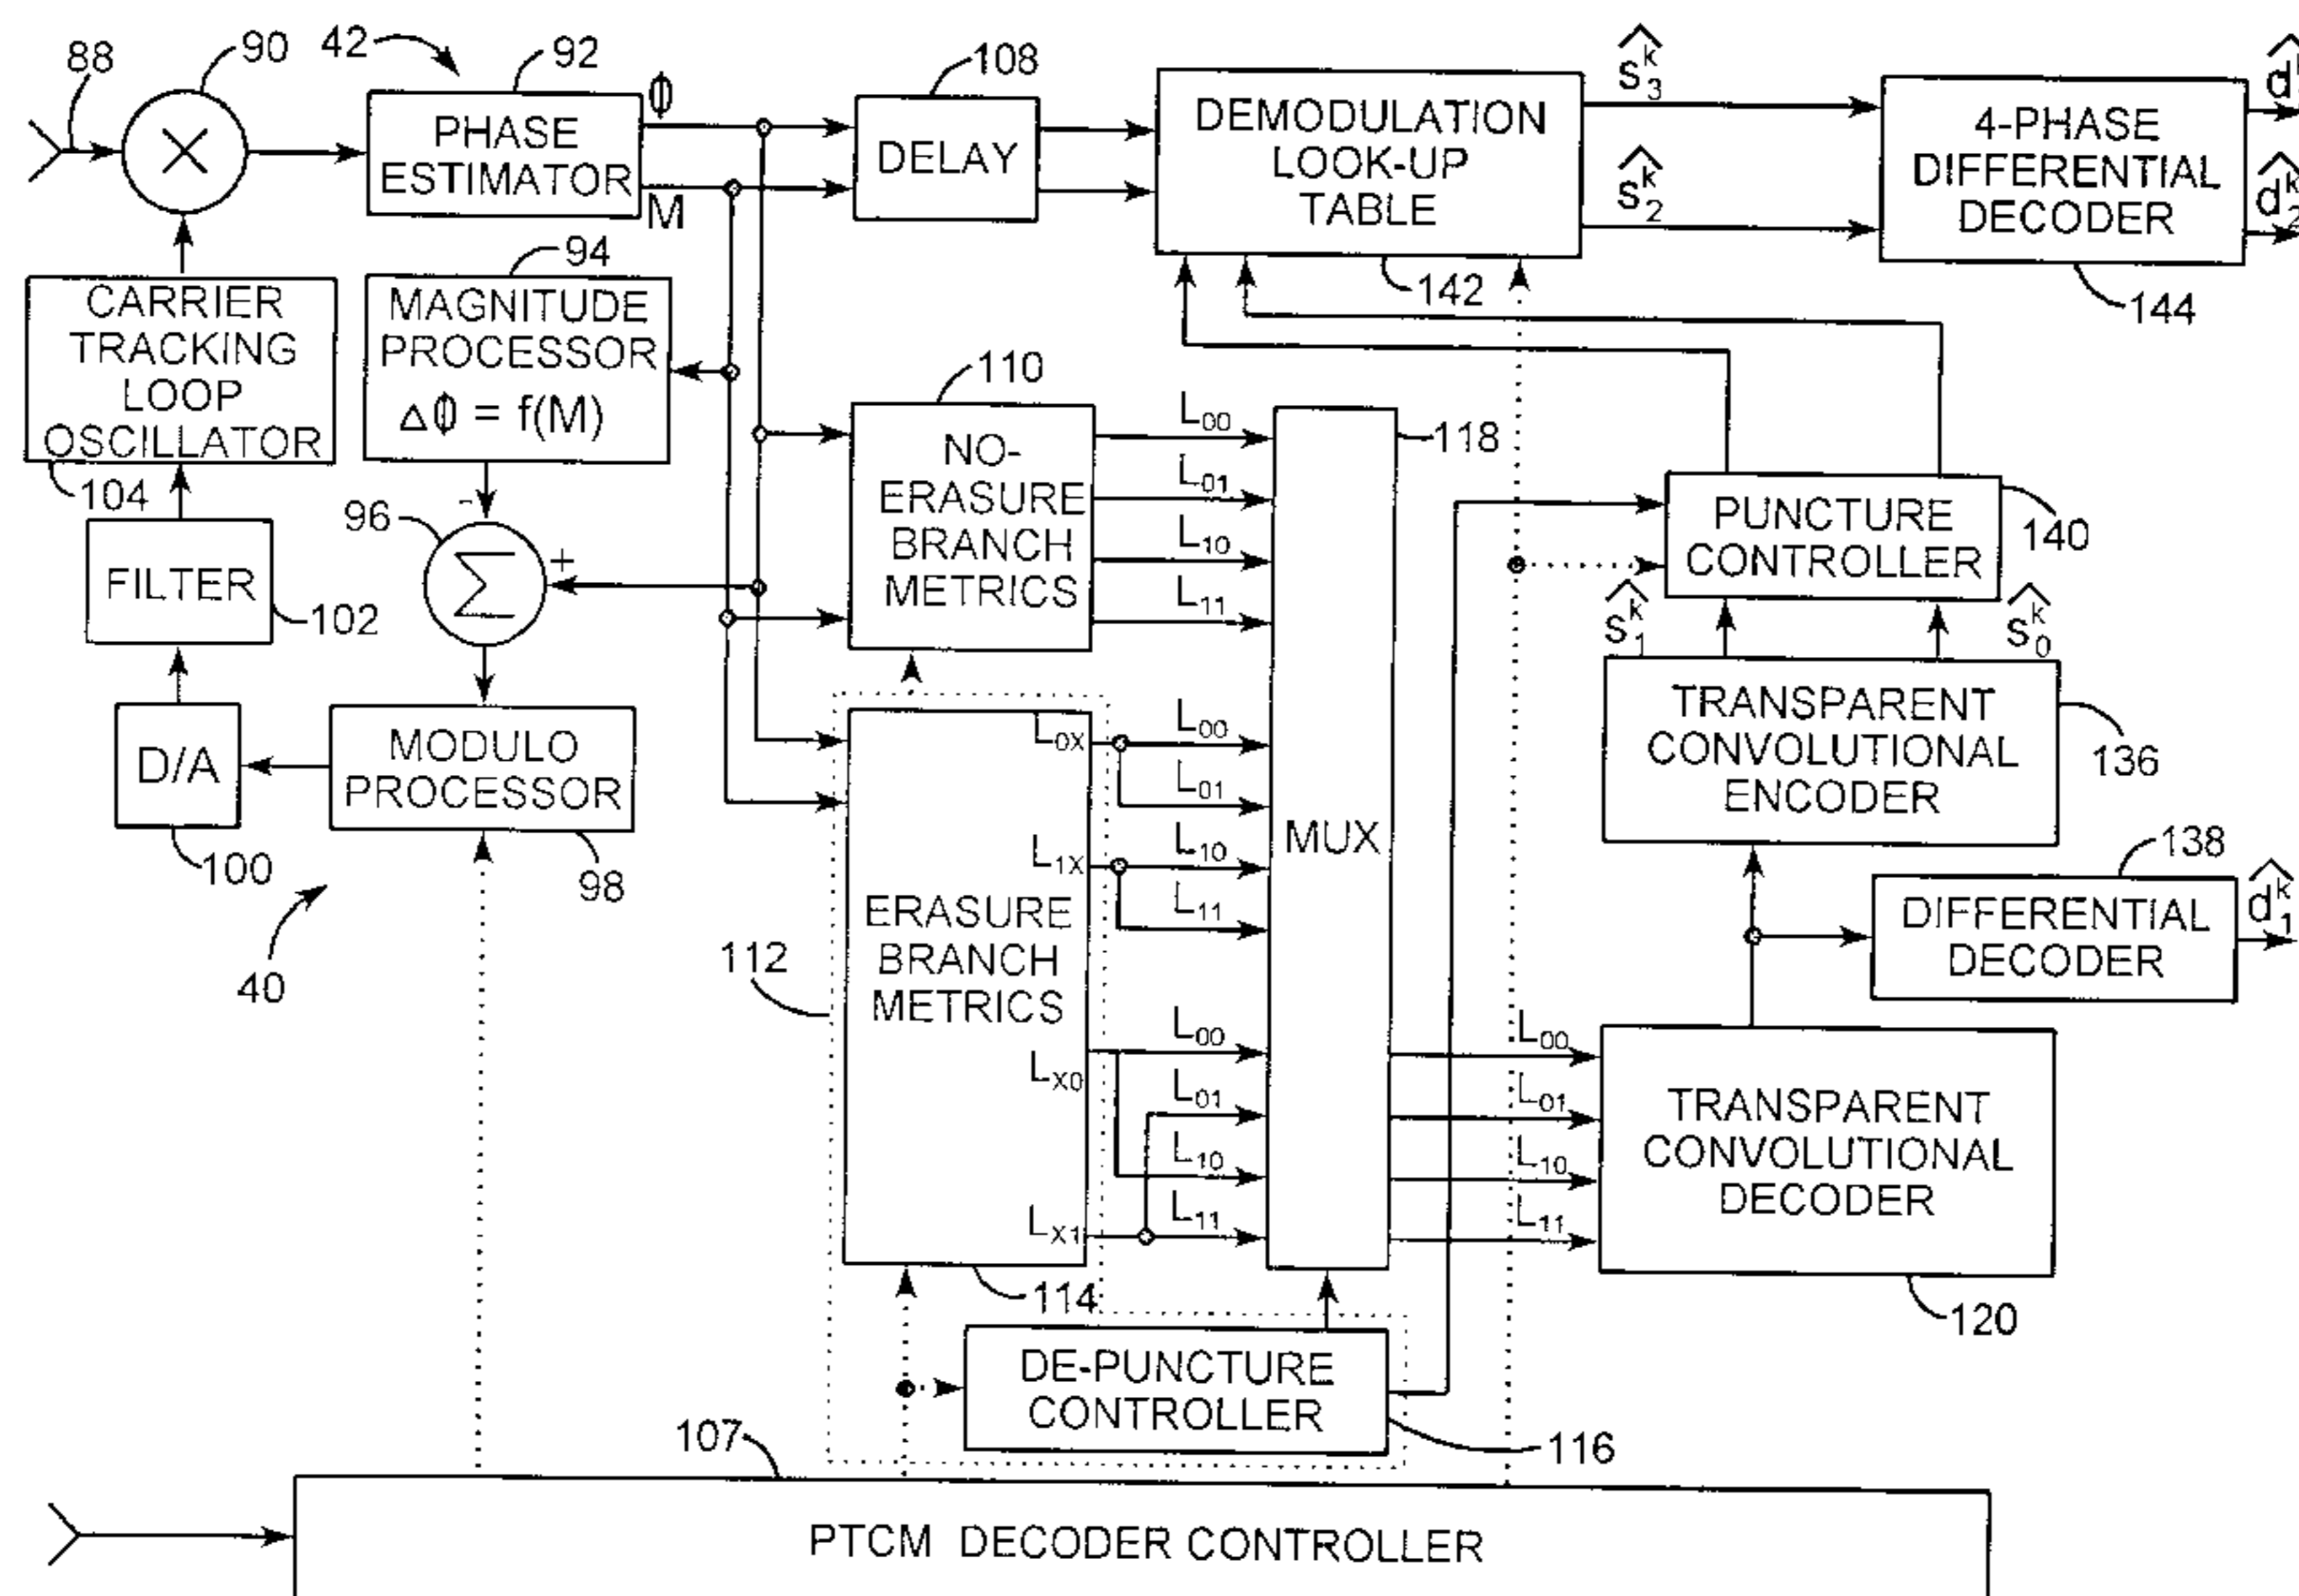 88
90
42
92
PHASE
ESTIMATOR
ϕ
M
108
DELAY
DEMODULATION
LOOK-UP
TABLE
142
ŝ₃ᵏ
ŝ₂ᵏ
4-PHASE
DIFFERENTIAL
DECODER
144
d̂₂ᵏ
CARRIER
TRACKING
LOOP
OSCILLATOR
104
94
MAGNITUDE
PROCESSOR
Δϕ = f(M)
-
96
Σ
+
FILTER
102
D/A
100
MODULO
PROCESSOR
98
40
110
NO-
ERASURE
BRANCH
METRICS
L₀₀
L₀₁
L₁₀
L₁₁
118
MUX
112
ERASURE
BRANCH
METRICS
L₀ₓ
L₁ₓ
Lₓ₀
Lₓ₁
L₀₀
L₀₁
L₁₀
L₁₁
L₀₀
L₀₁
L₁₀
L₁₁
114
DE-PUNCTURE
CONTROLLER
116
PUNCTURE
CONTROLLER
140
ŝ₁ᵏ
ŝ₀ᵏ
TRANSPARENT
CONVOLUTIONAL
ENCODER
136
138
DIFFERENTIAL
DECODER
d̂₁ᵏ
L₀₀
L₀₁
L₁₀
L₁₁
TRANSPARENT
CONVOLUTIONAL
DECODER
120
107
PTCM DECODER CONTROLLER